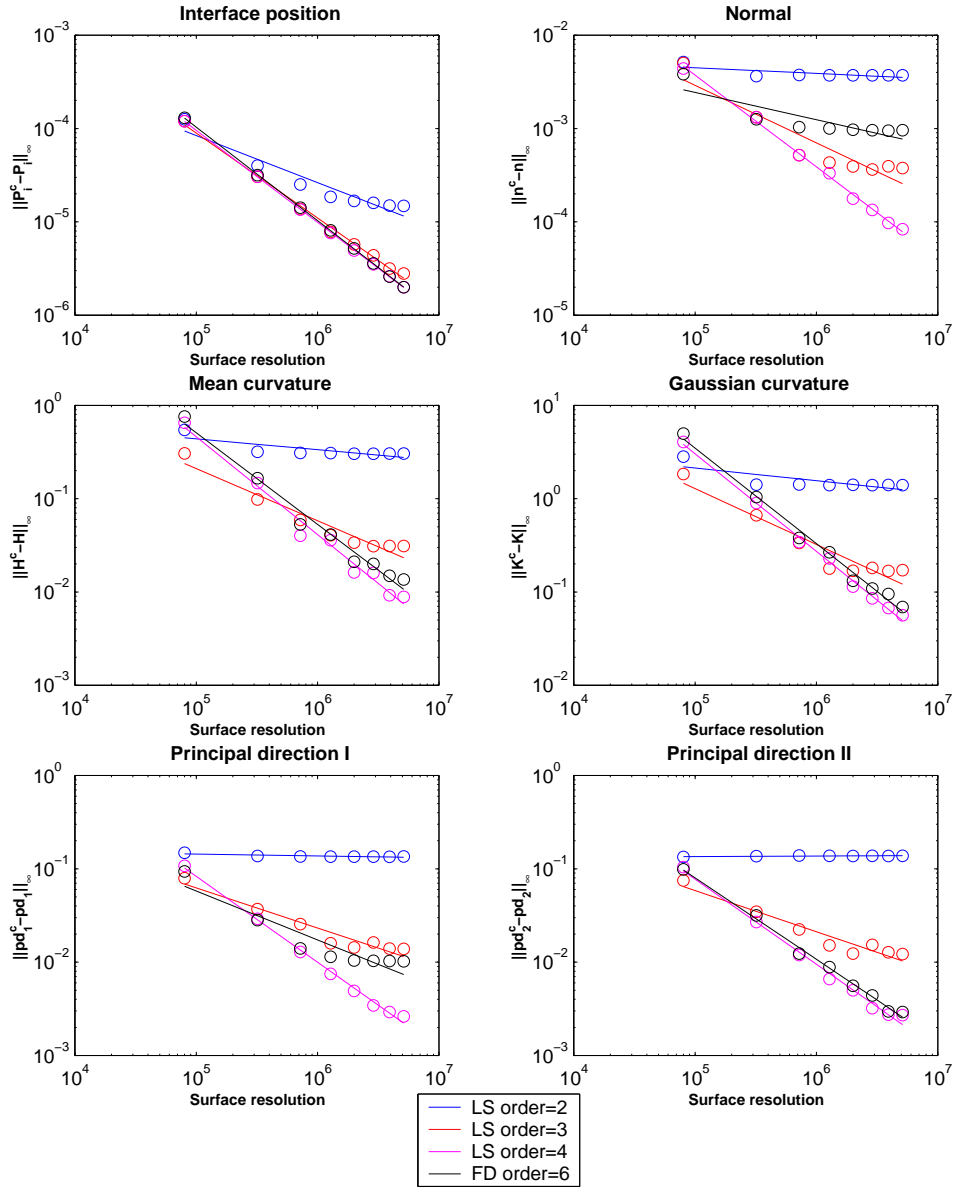 Interface position
Normal
10^-3
10^-4
10^-5
10^-6
||P_i^c−P_i||_∞
10^4
10^5
10^6
10^7
Surface resolution
10^-2
10^-3
10^-4
10^-5
||n^c−n||_∞
10^4
10^5
10^6
10^7
Surface resolution
Mean curvature
Gaussian curvature
10^0
10^-1
10^-2
10^-3
||H^c−H||_∞
10^4
10^5
10^6
10^7
Surface resolution
10^1
10^0
10^-1
10^-2
||K^c−K||_∞
10^4
10^5
10^6
10^7
Surface resolution
Principal direction I
Principal direction II
10^0
10^-1
10^-2
10^-3
||pd_1^c−pd_1||_∞
10^4
10^5
10^6
10^7
Surface resolution
10^0
10^-1
10^-2
10^-3
||pd_2^c−pd_2||_∞
10^4
10^5
10^6
10^7
Surface resolution
LS order=2
LS order=3
LS order=4
FD order=6